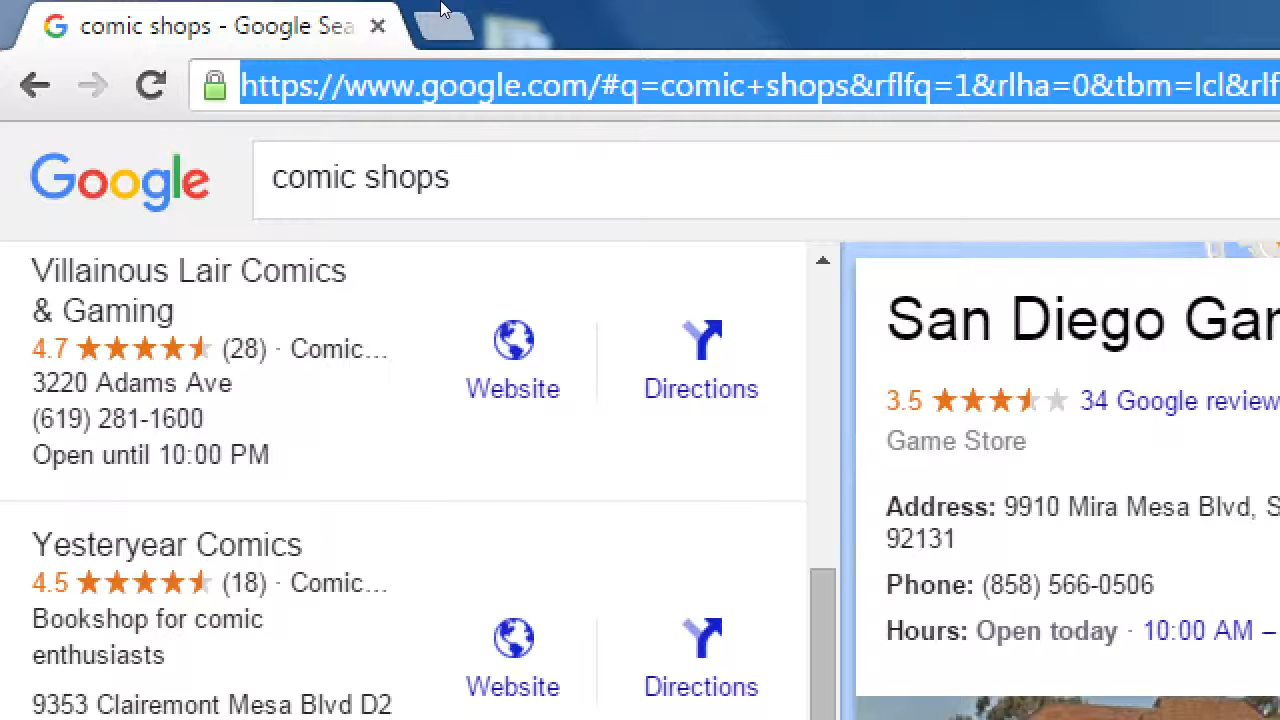 comic shops - Google Sea
https://www.google.com/#q=comic+shops&rflfq=1&rlha=0&tbm=lcl&rlf
Google
comic shops
Villainous Lair Comics
& Gaming
4.7 (28) · Comic...
3220 Adams Ave
(619) 281-1600
Open until 10:00 PM
Website
Directions
Yesteryear Comics
4.5 (18) · Comic...
Bookshop for comic
enthusiasts
9353 Clairemont Mesa Blvd D2
Website
Directions
San Diego Gar
3.5 34 Google review
Game Store
Address: 9910 Mira Mesa Blvd, S
92131
Phone: (858) 566-0506
Hours: Open today · 10:00 AM –